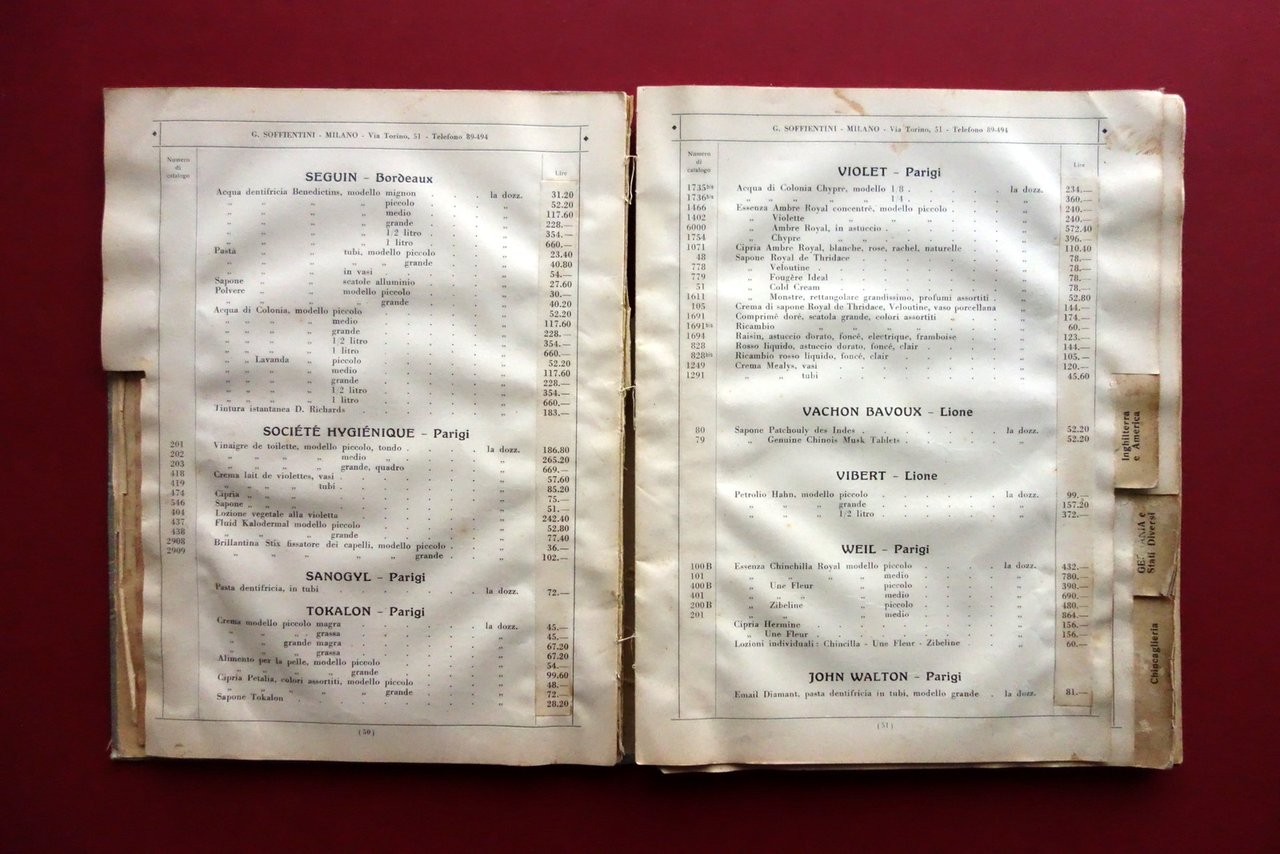 G. SOFFIENTINI - MILANO - Via Torino, 51 - Telefono 89-494
Numero di catalogo
Lire
SEGUIN - Bordeaux
Acqua dentifricia Benedictins, modello mignon la dozz. 31.20
„ „ „ „ piccolo „ 52.20
„ „ „ „ medio „ 117.60
„ „ „ „ grande „ 228.—
„ „ „ „ 1/2 litro „ 354.—
„ „ „ „ 1 litro „ 660.—
Pasta „ „ tubi, modello piccolo „ 23.40
„ „ „ „ „ grande „ 40.80
„ „ „ in vasi „ 54.—
Sapone „ „ scatole alluminio „ 27.60
Polvere „ „ modello piccolo „ 30.—
„ „ „ „ grande „ 40.20
Acqua di Colonia, modello piccolo „ 52.20
„ „ „ „ medio „ 117.60
„ „ „ „ grande „ 228.—
„ „ „ „ 1/2 litro „ 354.—
„ „ „ „ 1 litro „ 660.—
„ „ Lavanda „ piccolo „ 52.20
„ „ „ „ medio „ 117.60
„ „ „ „ grande „ 228.—
„ „ „ „ 1/2 litro „ 354.—
„ „ „ „ 1 litro „ 660.—
Tintura istantanea D. Richards „ 183.—
SOCIÉTÉ HYGIÉNIQUE - Parigi
201 Vinaigre de toilette, modello piccolo, tondo la dozz. 186.80
202 „ „ „ „ medio „ „ 265.20
203 „ „ „ „ grande, quadro „ 669.—
418 Crema lait de violettes, vasi „ 57.60
419 „ „ „ „ tubi „ 85.20
474 Cipria „ „ „ 75.—
546 Sapone „ „ „ 51.—
404 Lozione vegetale alla violetta „ 242.40
437 Fluid Kalodermal modello piccolo „ 52.80
438 „ „ „ grande „ 77.40
2908 Brillantina Stix fissatore dei capelli, modello piccolo „ 36.—
2909 „ „ „ „ „ grande „ 102.—
SANOGYL - Parigi
Pasta dentifricia, in tubi la dozz. 72.—
TOKALON - Parigi
Crema modello piccolo magra la dozz. 45.—
„ „ „ grassa „ 45.—
„ „ grande magra „ 67.20
„ „ „ grassa „ 67.20
Alimento per la pelle, modello piccolo „ 54.—
„ „ „ „ grande „ 99.60
Cipria Petalia, colori assortiti, modello piccolo „ 48.—
„ „ „ „ „ grande „ 72.—
Sapone Tokalon „ 28.20
(50)
G. SOFFIENTINI - MILANO - Via Torino, 51 - Telefono 89-494
Numero di catalogo
Lire
VIOLET - Parigi
1735bis Acqua di Colonia Chypre, modello 1/8 la dozz. 234.—
1736bis „ „ „ „ „ 1/4 „ 360.—
1466 Essenza Ambre Royal concentré, modello piccolo „ 240.—
1402 „ Violette „ „ „ „ 240.—
6000 „ Ambre Royal, in astuccio „ 572.40
1754 „ Chypre „ „ „ 396.—
1071 Cipria Ambre Royal, blanche, rose, rachel, naturelle „ 110.40
48 Sapone Royal de Thridace „ 78.—
778 „ Veloutine „ 78.—
779 „ Fougère Ideal „ 78.—
51 „ Cold Cream „ 78.—
1611 „ Monstre, rettangolare grandissimo, profumi assortiti „ 52.80
105 Crema di sapone Royal de Thridace, Veloutine, vaso porcellana „ 144.—
1691 Comprimé doré, scatola grande, colori assortiti „ „ 174.—
1691bis Ricambio „ „ „ „ „ 60.—
1694 Raisin, astuccio dorato, foncé, electrique, framboise „ 123.—
828 Rosso liquido, astuccio dorato, foncé, clair „ 144.—
828bis Ricambio rosso liquido, foncé, clair „ 105.—
1249 Crema Mealys, vasi „ 120.—
1291 „ „ tubi „ 45.60
VACHON BAVOUX - Lione
80 Sapone Patchouly des Indes la dozz. 52.20
79 „ Genuine Chinois Musk Tablets „ 52.20
VIBERT - Lione
Petrolio Hahn, modello piccolo la dozz. 99.—
„ „ „ grande „ 157.20
„ „ „ 1/2 litro „ 372.—
WEIL - Parigi
100 B Essenza Chinchilla Royal modello piccolo la dozz. 432.—
101 „ „ „ „ medio „ 780.—
400 B „ Une Fleur „ piccolo „ 390.—
401 „ „ „ „ medio „ 690.—
200 B „ Zibeline „ piccolo „ 480.—
201 „ „ „ medio „ 864.—
Cipria Hermine „ 156.—
„ Une Fleur „ 156.—
Lozioni individuali: Chincilla - Une Fleur - Zibeline „ 60.—
JOHN WALTON - Parigi
Email Diamant, pasta dentifricia in tubi, modello grande la dozz. 81.—
(51)
Inghilterra
e America
Stati Diversi
Chincaglieria